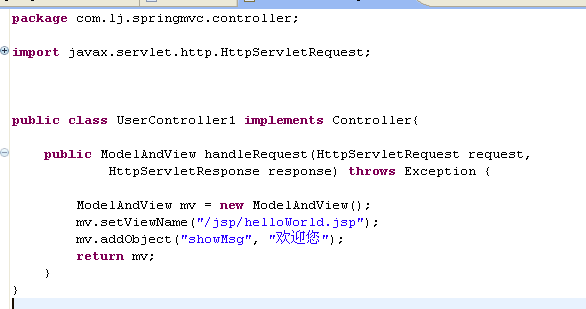 package com.lj.springmvc.controller;
import javax.servlet.http.HttpServletRequest;
public class UserController1 implements Controller{
public ModelAndView handleRequest(HttpServletRequest request,
HttpServletResponse response) throws Exception {
ModelAndView mv = new ModelAndView();
mv.setViewName("/jsp/helloWorld.jsp");
mv.addObject("showMsg", "欢迎您");
return mv;
}
}